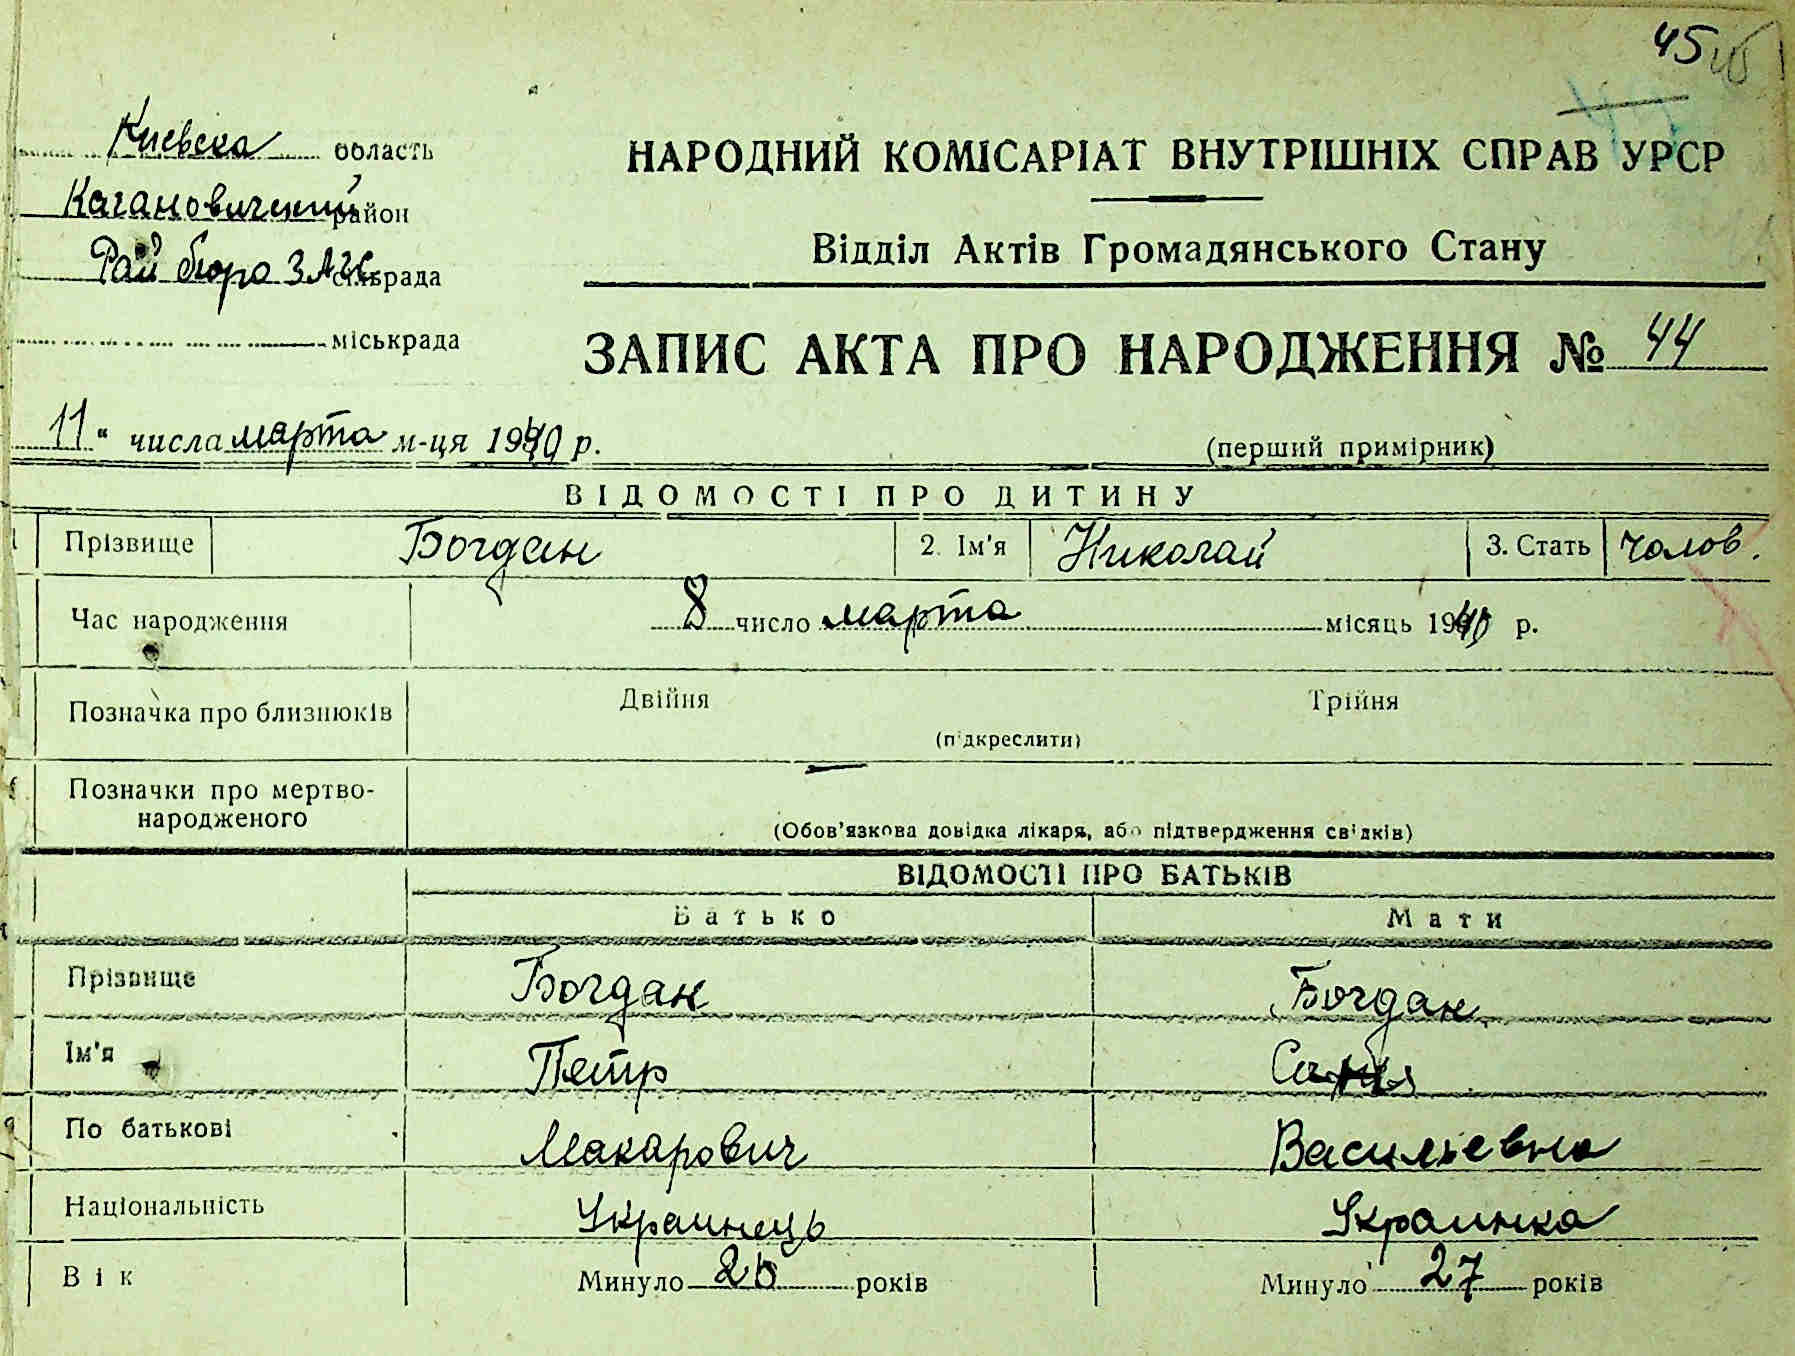 45
Киевска область
НАРОДНИЙ КОМІСАРІАТ ВНУТРІШНІХ СПРАВ УРСР
Кагановический район
Рай бюро ЗАГС сільрада
Відділ Актів Громадянського Стану
міськрада
ЗАПИС АКТА ПРО НАРОДЖЕННЯ № 44
11 “ числа марта м-ця 1940 р.
(перший примірник)
ВІДОМОСТІ ПРО ДИТИНУ
Прізвище Богдан 2. Ім'я Николай 3. Стать чолов.
Час народження 8 число марта місяць 1940 р.
Позначка про близнюків Двійня Трійня
(підкреслити)
Позначки про мертво-
народженого
(Обов'язкова довідка лікаря, або підтвердження свідків)
ВІДОМОСТІ ПРО БАТЬКІВ
Батько Мати
Прізвище Богдан Богдан
Ім'я Петр
По батькові Макарович Васильевна
Національність Украинець Украинка
Вік Минуло років Минуло 27 років